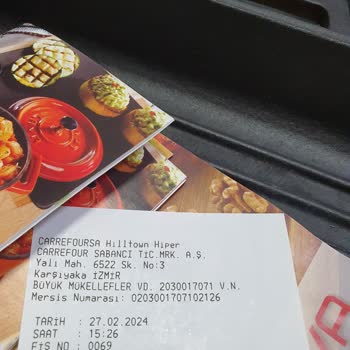 CARREFOURSA Hilltown Hiper
CARREFOUR SABANCI TİC.MRK. A.Ş.
Yalı Mah. 6522 Sk. No:3
Karşıyaka İZMİR
BÜYÜK MÜKELLEFLER VD. 2030017071 V.N.
Mersis Numarası: 0203001707102126
TARİH : 27.02.2024
SAAT : 15:26
FİŞ NO : 0069